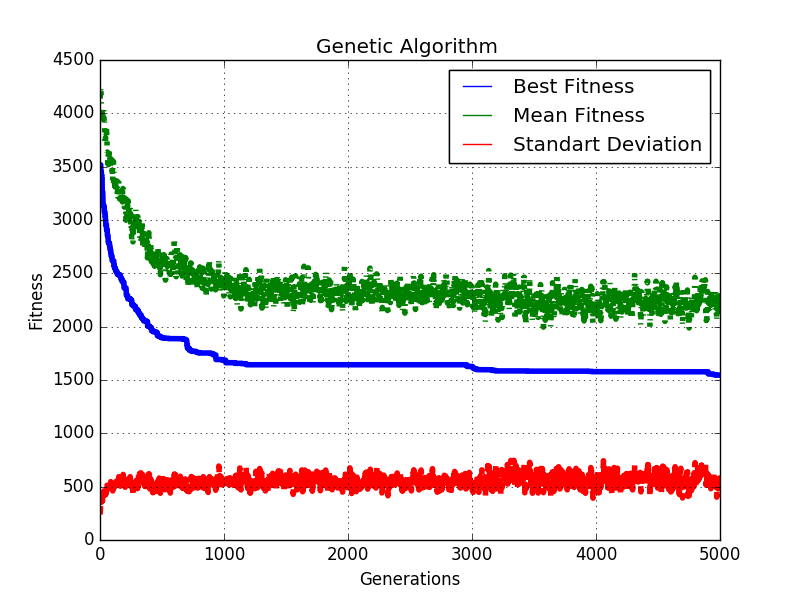 Genetic Algorithm
Best Fitness
Mean Fitness
Standart Deviation
Fitness
4500
4000
3500
3000
2500
2000
1500
1000
500
0
0 1000 2000 3000 4000 5000
Generations